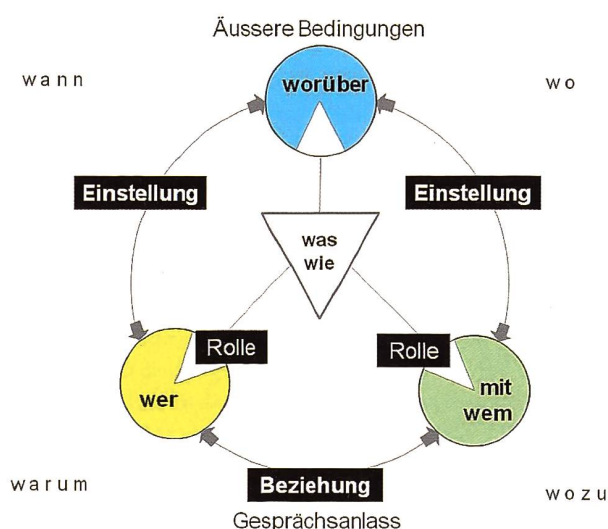 Äussere Bedingungen
wann
wo
worüber
Einstellung
Einstellung
was
wie
Rolle
Rolle
wer
mit
wem
warum
Beziehung
wozu
Gesprächsanlass